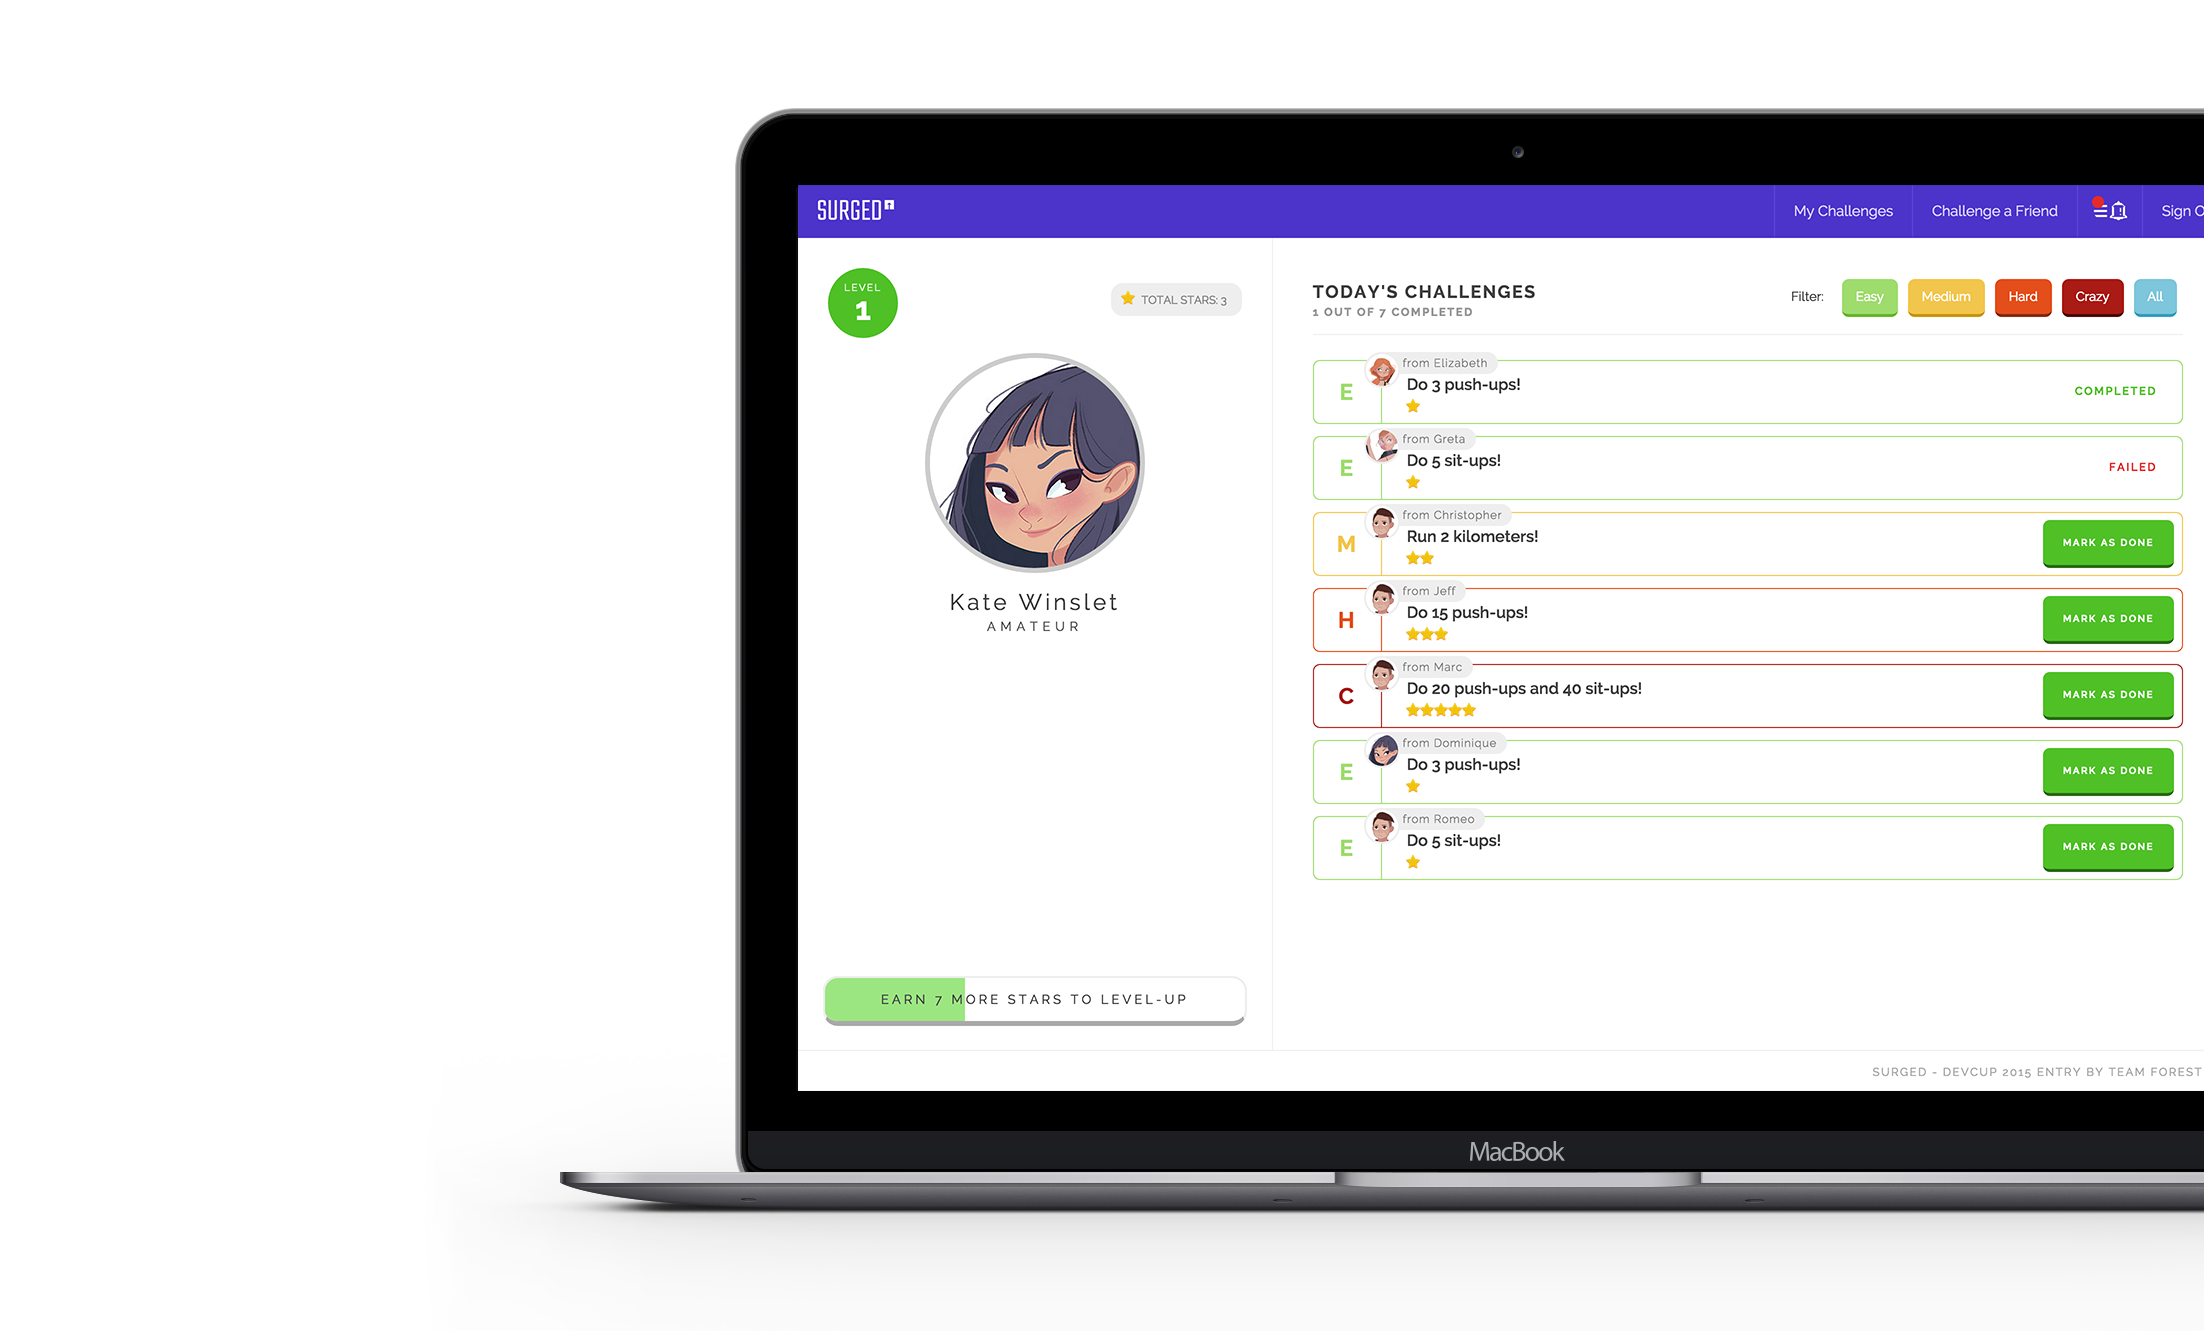 SURGED
My Challenges
Challenge a Friend
Sign O
LEVEL
1
TOTAL STARS: 3
Kate Winslet
AMATEUR
EARN 7 MORE STARS TO LEVEL-UP
TODAY'S CHALLENGES
1 OUT OF 7 COMPLETED
Filter:
Easy
Medium
Hard
Crazy
All
E
from Elizabeth
Do 3 push-ups!
COMPLETED
E
from Greta
Do 5 sit-ups!
FAILED
M
from Christopher
Run 2 kilometers!
MARK AS DONE
H
from Jeff
Do 15 push-ups!
MARK AS DONE
C
from Marc
Do 20 push-ups and 40 sit-ups!
MARK AS DONE
E
from Dominique
Do 3 push-ups!
MARK AS DONE
E
from Romeo
Do 5 sit-ups!
MARK AS DONE
SURGED - DEVCUP 2015 ENTRY BY TEAM FOREST
MacBook